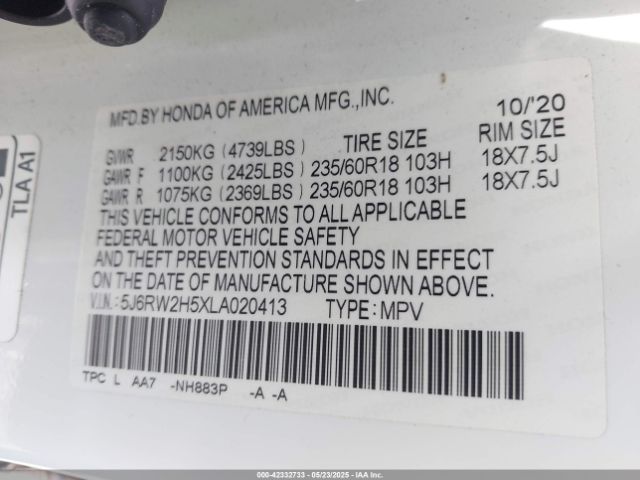 MFD.BY HONDA OF AMERICA MFG.,INC. 10/'20
GVWR 2150KG (4739LBS) TIRE SIZE RIM SIZE
GAWR F 1100KG (2425LBS) 235/60R18 103H 18X7.5J
GAWR R 1075KG (2369LBS) 235/60R18 103H 18X7.5J
THIS VEHICLE CONFORMS TO ALL APPLICABLE
FEDERAL MOTOR VEHICLE SAFETY
AND THEFT PREVENTION STANDARDS IN EFFECT
ON THE DATE OF MANUFACTURE SHOWN ABOVE.
V.I.N.: 5J6RW2H5XLA020413 TYPE: MPV
TPC L AA7 -NH883P -A -A
TLA A1
00-42332733 - 05/23/2025 - IAA Inc.